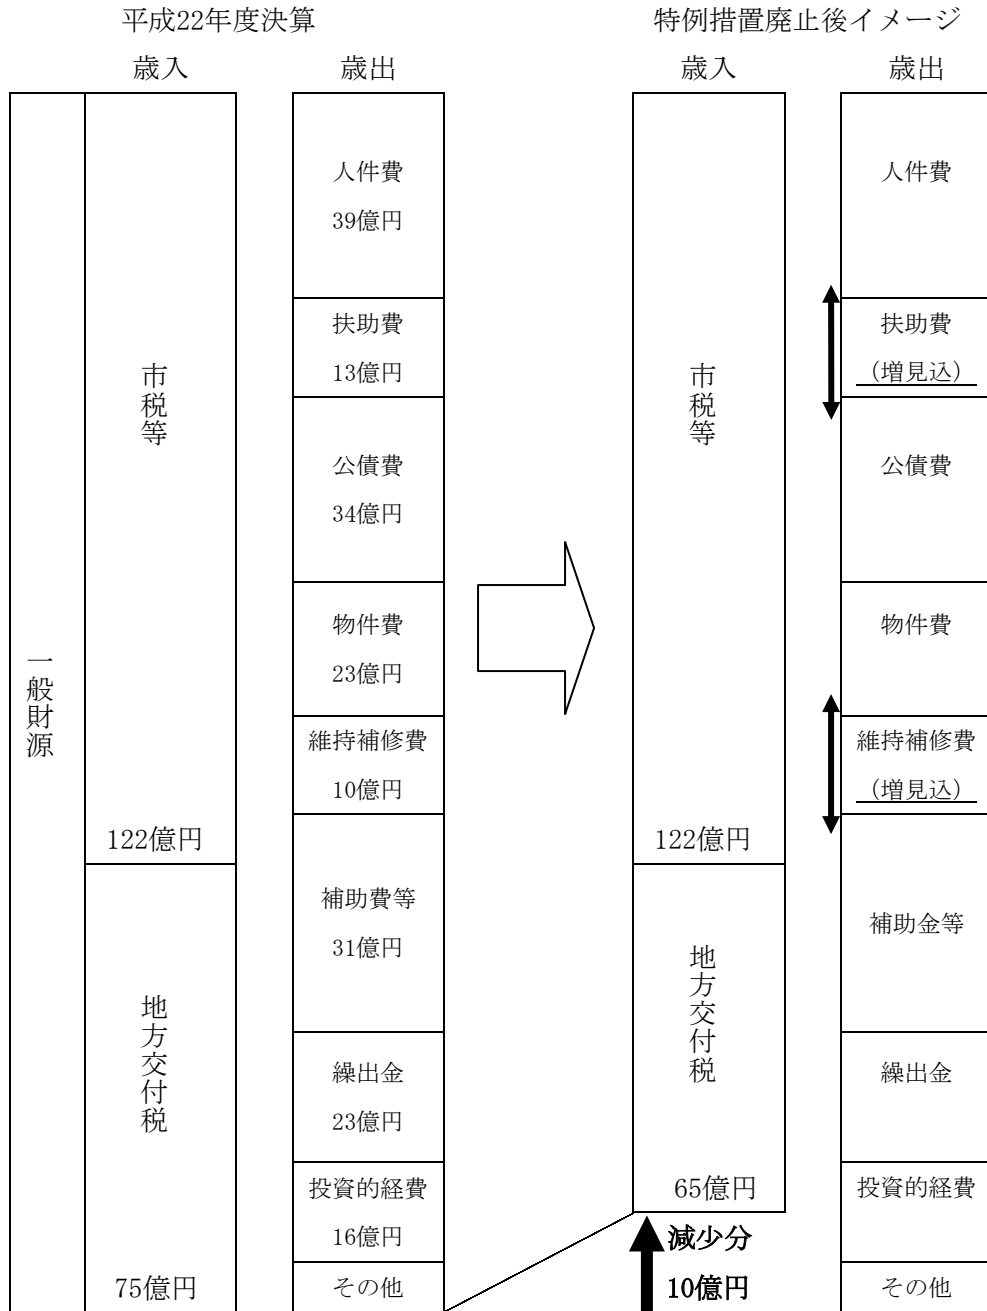 平成22年度決算
歳入
歳出
一般財源
市税等
122億円
地方交付税
75億円
人件費
39億円
扶助費
13億円
公債費
34億円
物件費
23億円
維持補修費
10億円
補助費等
31億円
繰出金
23億円
投資的経費
16億円
その他
特例措置廃止後イメージ
歳入
歳出
市税等
122億円
地方交付税
65億円
減少分
10億円
人件費
扶助費
(増見込)
公債費
物件費
維持補修費
(増見込)
補助金等
繰出金
投資的経費
その他